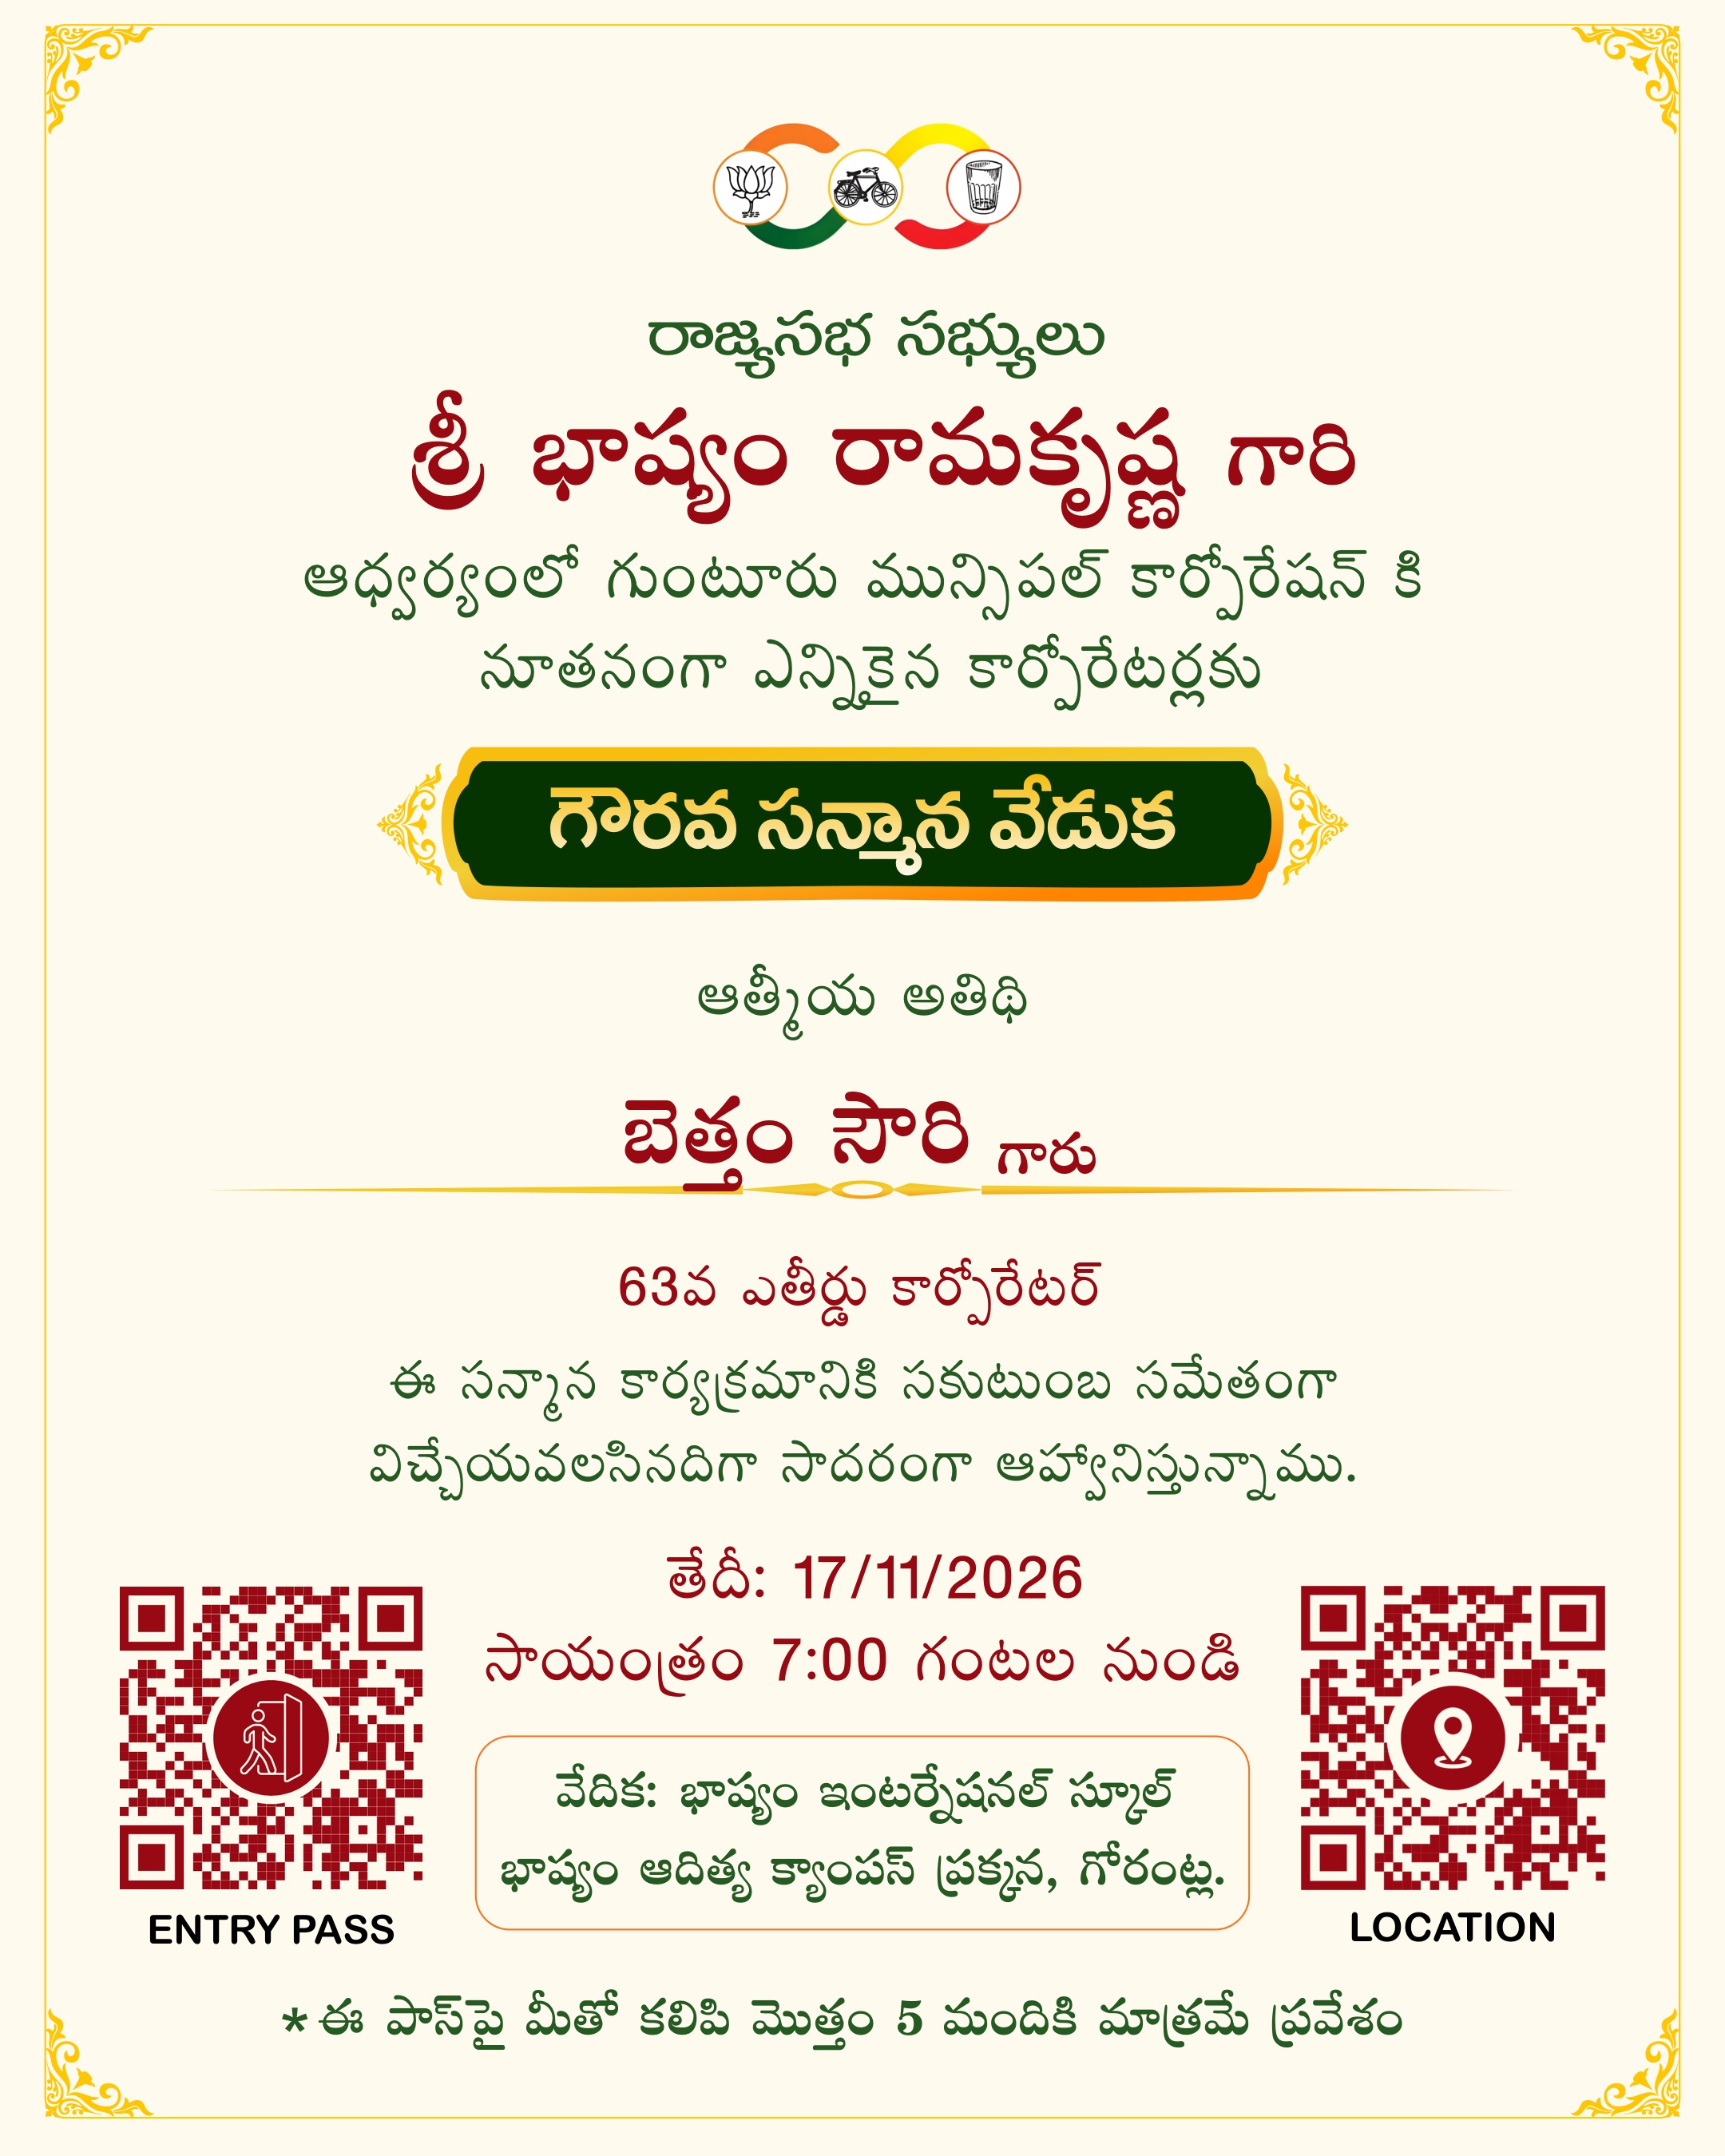 రాజ్యసభ సభ్యులు
శ్రీ భాష్యం రామకృష్ణ గారి
ఆధ్వర్యంలో గుంటూరు మున్సిపల్ కార్పోరేషన్ కి
నూతనంగా ఎన్నికైన కార్పోరేటర్లకు
గౌరవ సన్మాన వేడుక
ఆత్మీయ అతిథి
బెత్తం సౌరి గారు
63వ ఎతీర్డు కార్పోరేటర్
ఈ సన్మాన కార్యక్రమానికి సకుటుంబ సమేతంగా
విచ్చేయవలసినదిగా సాదరంగా ఆహ్వానిస్తున్నాము.
తేదీ: 17/11/2026
సాయంత్రం 7:00 గంటల నుండి
వేదిక: భాష్యం ఇంటర్నేషనల్ స్కూల్
భాష్యం ఆదిత్య క్యాంపస్ ప్రక్కన, గోరంట్ల.
ENTRY PASS
LOCATION
*ఈ పాస్‌పై మీతో కలిపి మొత్తం 5 మందికి మాత్రమే ప్రవేశం